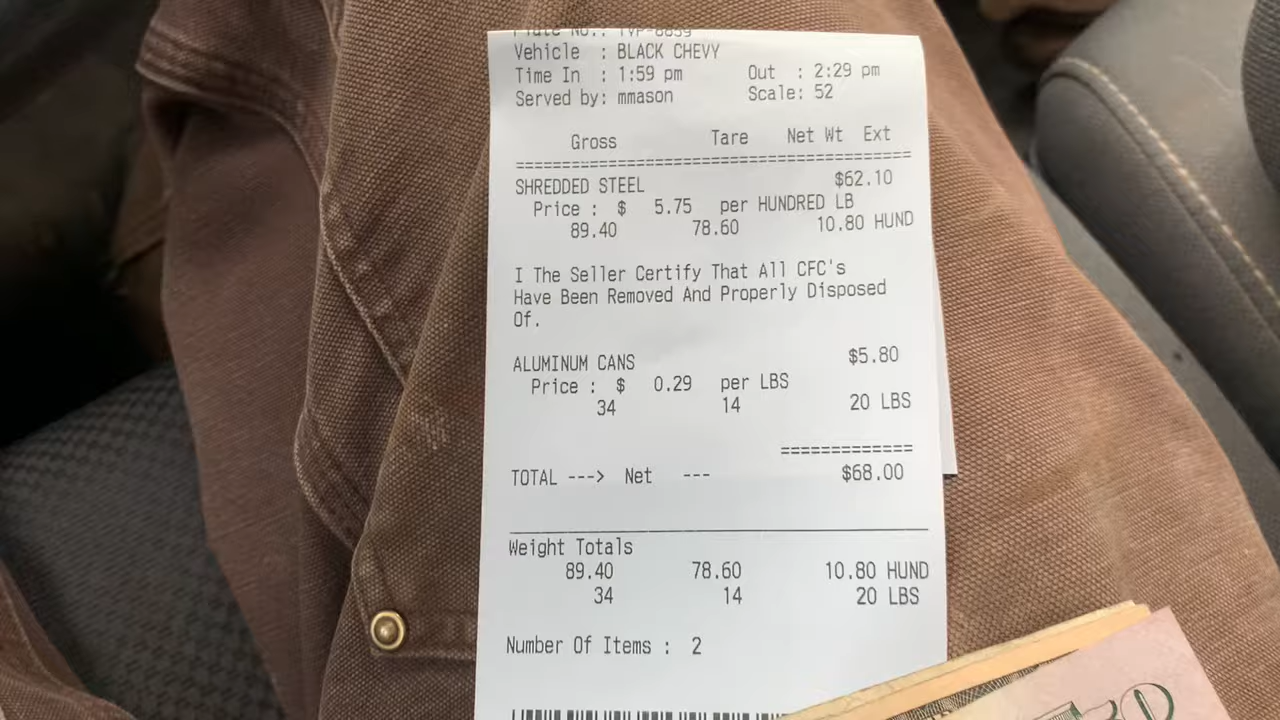 Plate No.: TVP-8859
Vehicle : BLACK CHEVY
Time In : 1:59 pm Out : 2:29 pm
Served by: mmason Scale: 52
Gross Tare Net Wt Ext
==========================================
SHREDDED STEEL $62.10
Price : $ 5.75 per HUNDRED LB
89.40 78.60 10.80 HUND
I The Seller Certify That All CFC's
Have Been Removed And Properly Disposed
Of.
ALUMINUM CANS $5.80
Price : $ 0.29 per LBS
34 14 20 LBS
=============
TOTAL ---> Net --- $68.00
Weight Totals
89.40 78.60 10.80 HUND
34 14 20 LBS
Number Of Items : 2